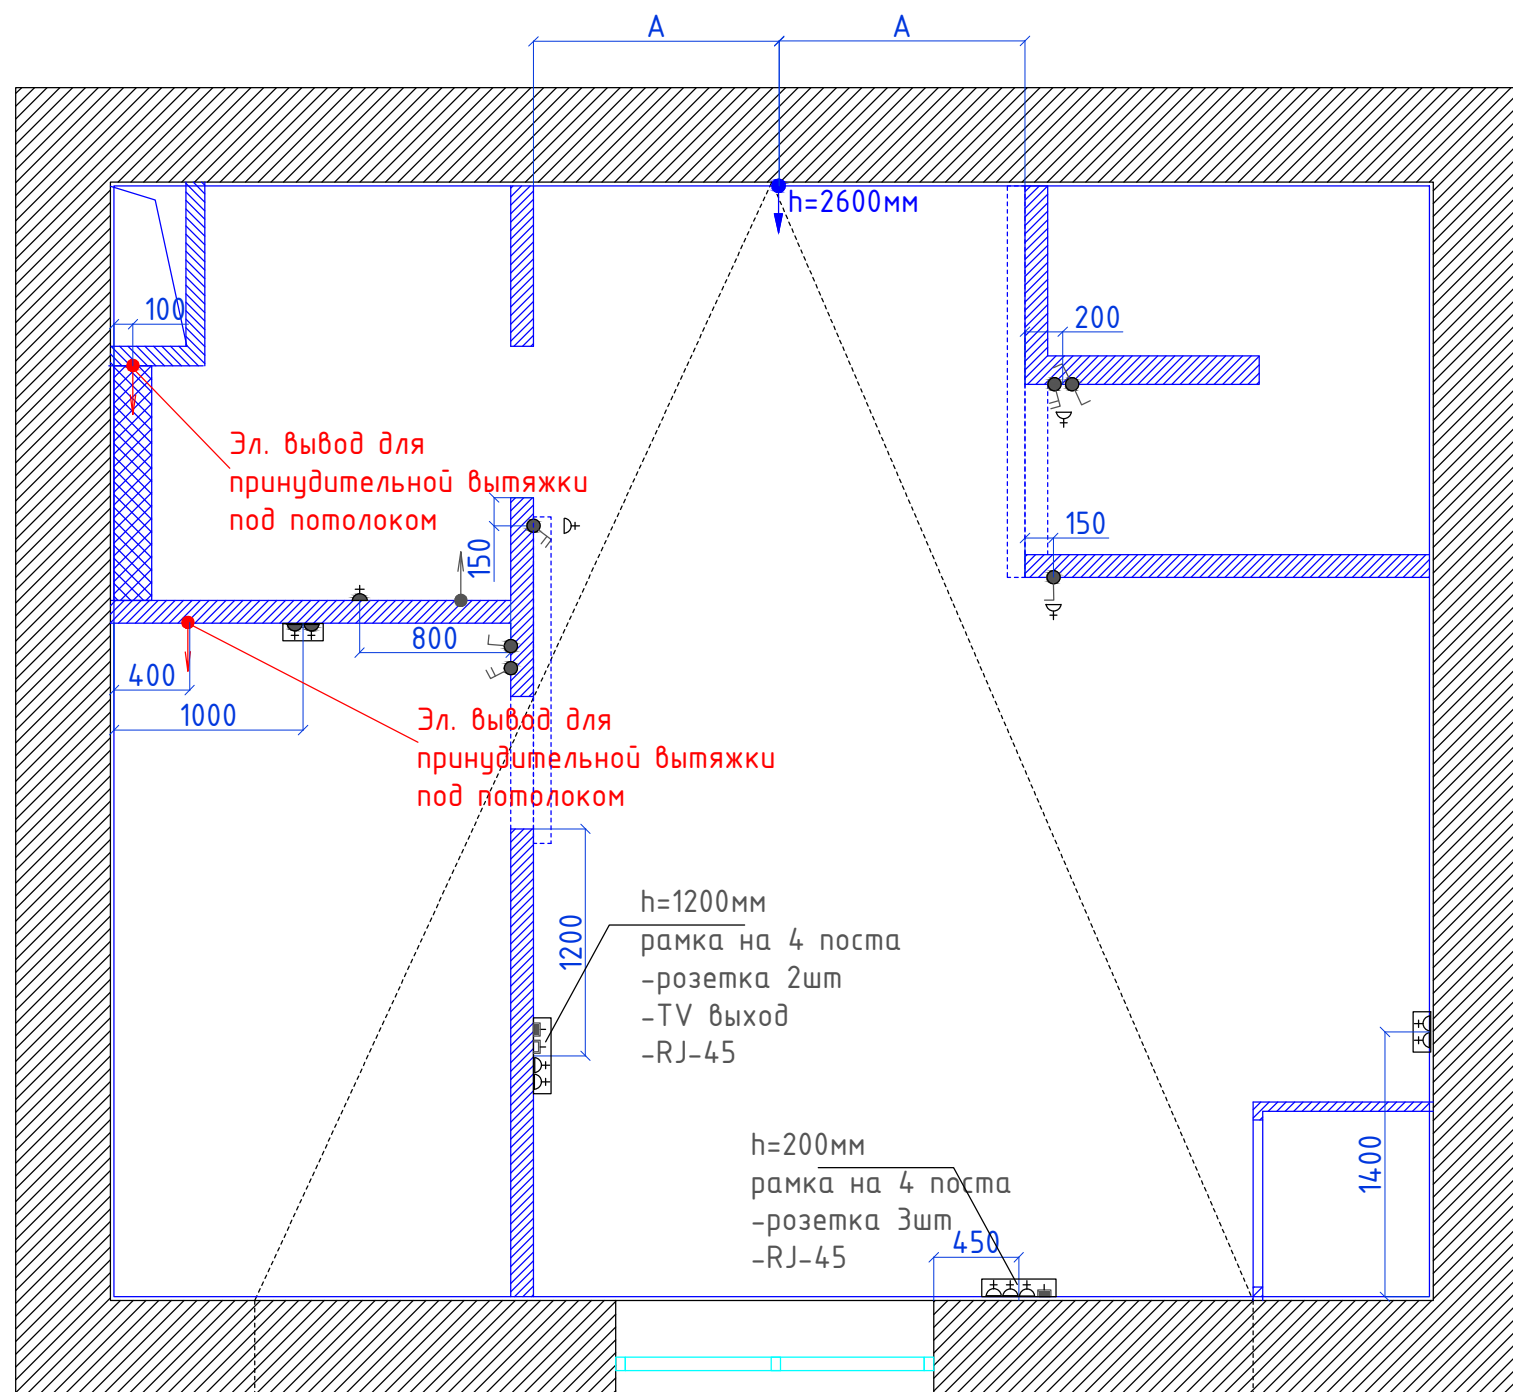 A
A
h=2600мм
100
200
Эл. вывод для
принудительной вытяжки
под потолоком
150
150
800
400
1000
Эл. вывод для
принудительной вытяжки
под потолоком
1200
h=1200мм
рамка на 4 поста
-розетка 2шт
-TV выход
-RJ-45
h=200мм
рамка на 4 поста
-розетка 3шт
-RJ-45
450
1400